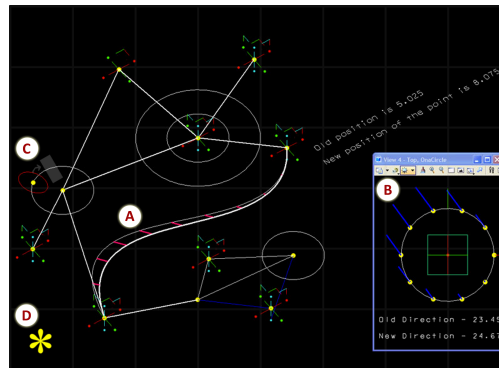 Old position is 5.025
New position of the point is 8.075
C
View 4 - Top, OneCircle
B
A
D
Old Direction - 23.45
New Direction - 24.67